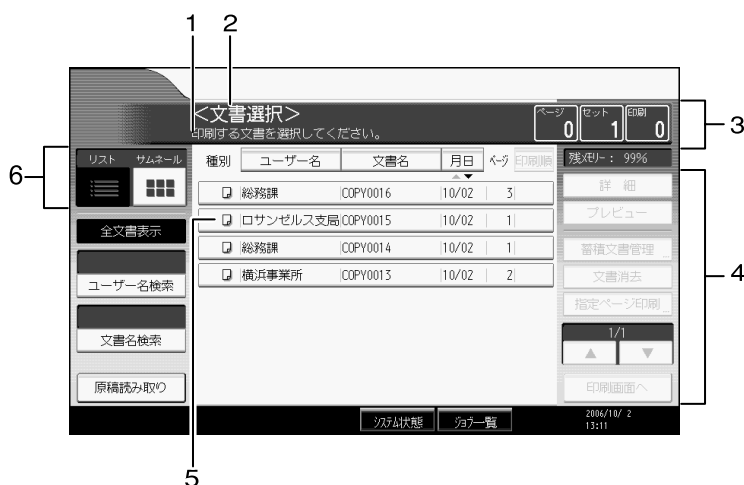 1 2
<文書選択>
印刷する文書を選択してください。
ページ セット 印刷
0 1 0
3
6
リスト サムネール
種別 ユーザー名 文書名 月日 ページ 印刷順
残メモリー： 99%
総務課 COPY0016 10/02 3
ロサンゼルス支局 COPY0015 10/02 1
総務課 COPY0014 10/02 1
横浜事業所 COPY0013 10/02 2
全文書表示
ユーザー名検索
文書名検索
原稿読み取り
詳 細
プレビュー
蓄積文書管理
文書消去
指定ページ印刷
1/1
印刷画面へ
4
システム状態 ジョブ一覧
2006/10/ 2
13:11
5